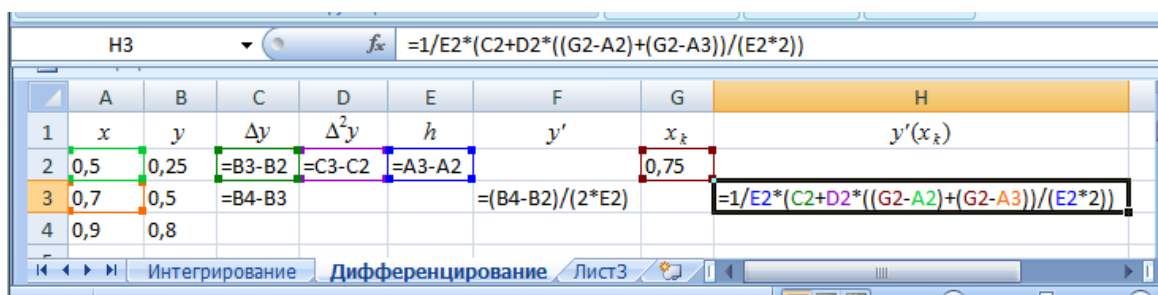 H3 fx =1/E2*(C2+D2*((G2-A2)+(G2-A3))/(E2*2))
A B C D E F G H
1 x y Δy Δ²y h y' xₖ y'(xₖ)
2 0,5 0,25 =B3-B2 =C3-C2 =A3-A2 0,75
3 0,7 0,5 =B4-B3 =(B4-B2)/(2*E2) =1/E2*(C2+D2*((G2-A2)+(G2-A3))/(E2*2))
4 0,9 0,8
Интегрирование Дифференцирование Лист3